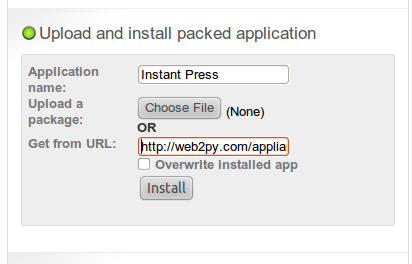 Upload and install packed application
Application name: Instant Press
Upload a package: Choose File (None)
OR
Get from URL: http://web2py.com/applia
Overwrite installed app
Install